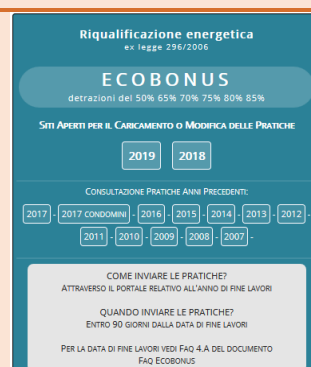 Riqualificazione energetica
ex legge 296/2006
ECOBONUS
detrazioni del 50% 65% 70% 75% 80% 85%
Siti Aperti per il Caricamento o Modifica delle Pratiche
2019 2018
Consultazione Pratiche Anni Precedenti:
2017 - 2017 condomini - 2016 - 2015 - 2014 - 2013 - 2012 -
2011 - 2010 - 2009 - 2008 - 2007 -
COME INVIARE LE PRATICHE?
Attraverso il portale relativo all'anno di fine lavori
QUANDO INVIARE LE PRATICHE?
Entro 90 giorni dalla data di fine lavori
Per la data di fine lavori vedi Faq 4.A del documento
Faq Ecobonus